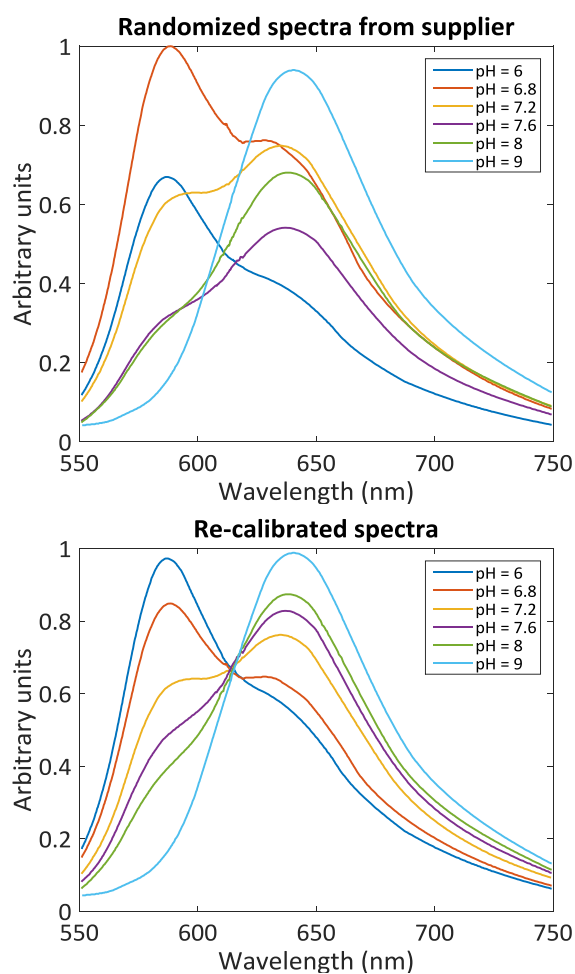 Randomized spectra from supplier
1
0.8
0.6
0.4
0.2
0
Arbitrary units
pH = 6
pH = 6.8
pH = 7.2
pH = 7.6
pH = 8
pH = 9
550 600 650 700 750
Wavelength (nm)
Re-calibrated spectra
1
0.8
0.6
0.4
0.2
0
Arbitrary units
pH = 6
pH = 6.8
pH = 7.2
pH = 7.6
pH = 8
pH = 9
550 600 650 700 750
Wavelength (nm)